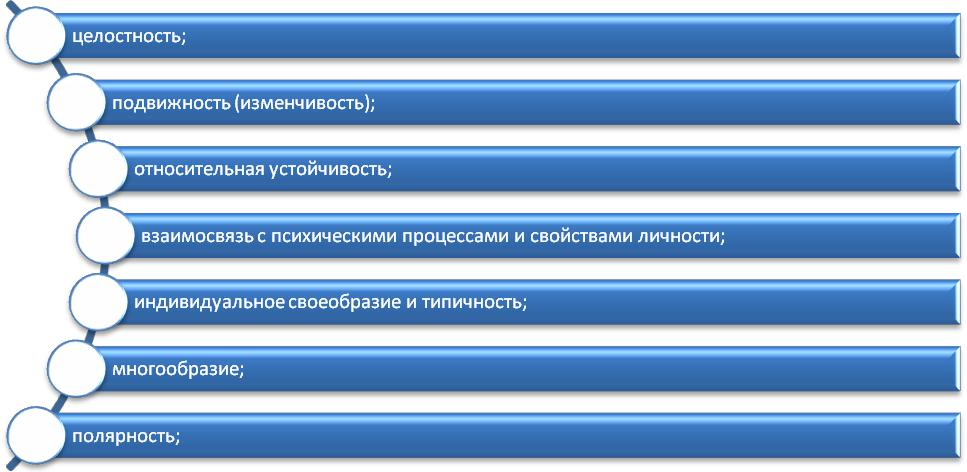 целостность;
подвижность (изменчивость);
относительная устойчивость;
взаимосвязь с психическими процессами и свойствами личности;
индивидуальное своеобразие и типичность;
многообразие;
полярность;